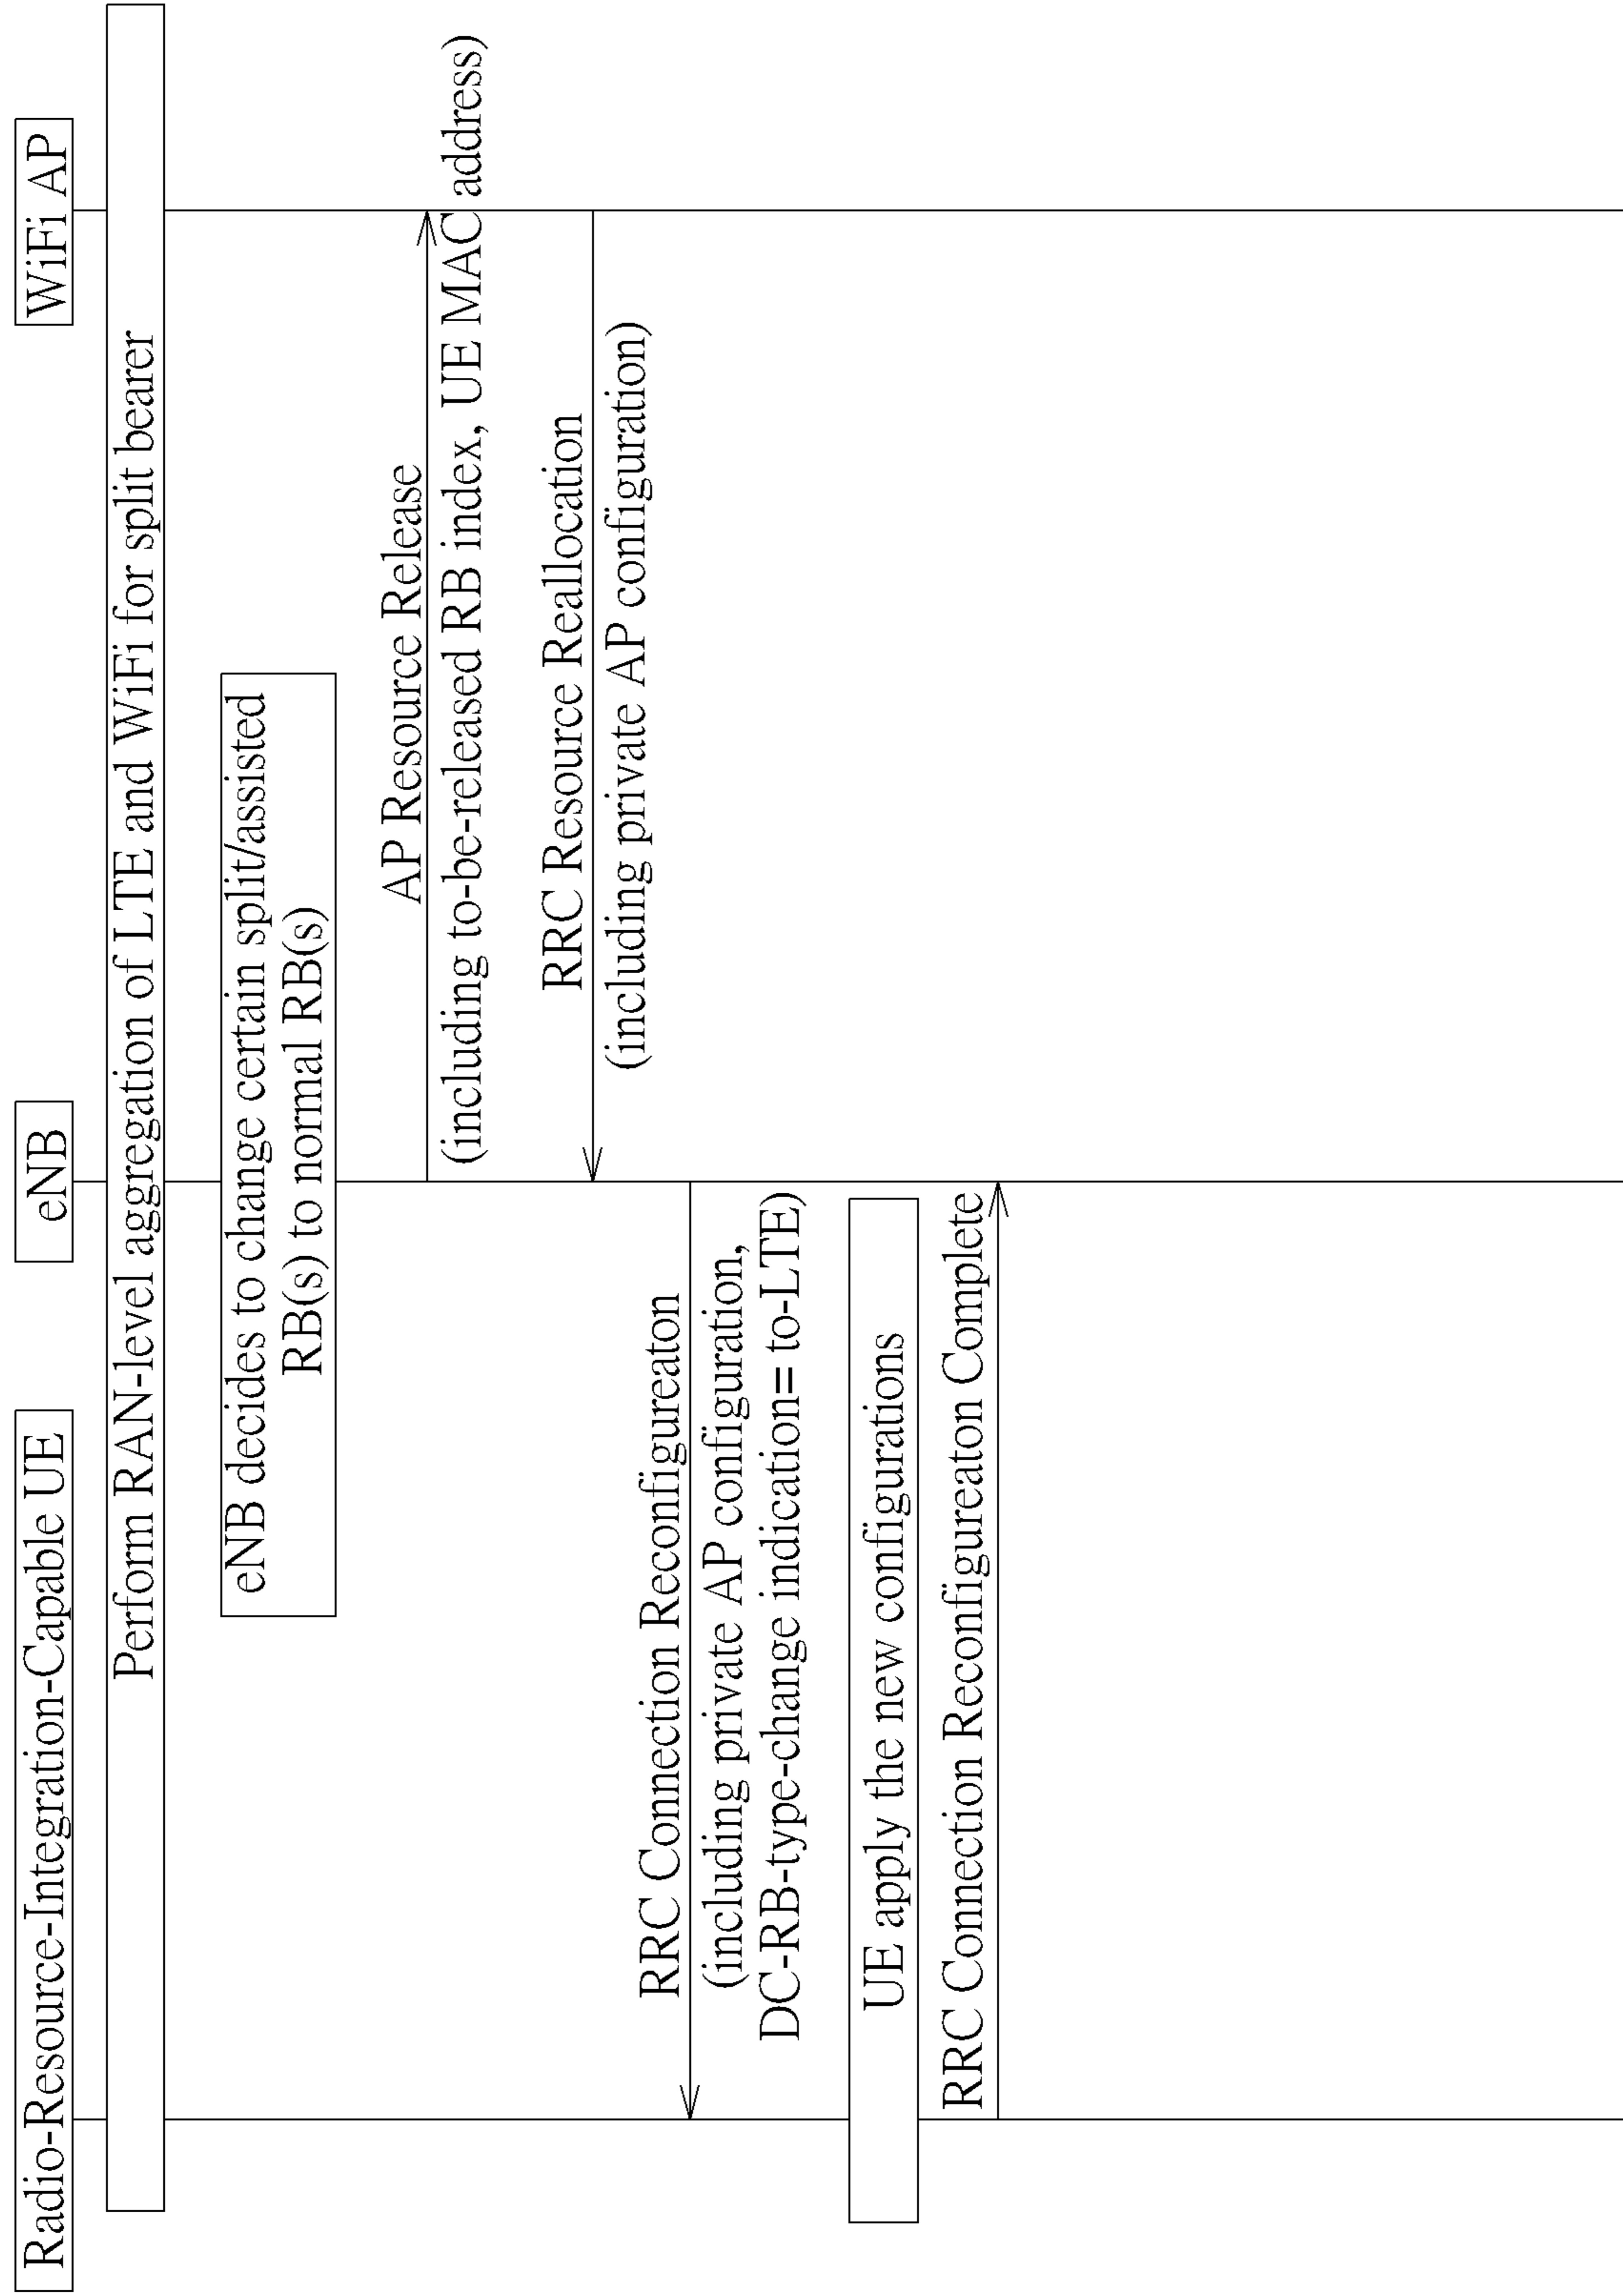 Radio-Resource-Integration-Capable UE
eNB
WiFi AP
Perform RAN-level aggregation of LTE and WiFi for split bearer
eNB decides to change certain split/assisted
RB(s) to normal RB(s)
AP Resource Release
(including to-be-released RB index, UE MAC address)
RRC Resource Reallocation
(including private AP configuration)
RRC Connection Reconfigureaton
(including private AP configuration,
DC-RB-type-change indication= to-LTE)
UE apply the new configurations
RRC Connection Reconfigureaton Complete